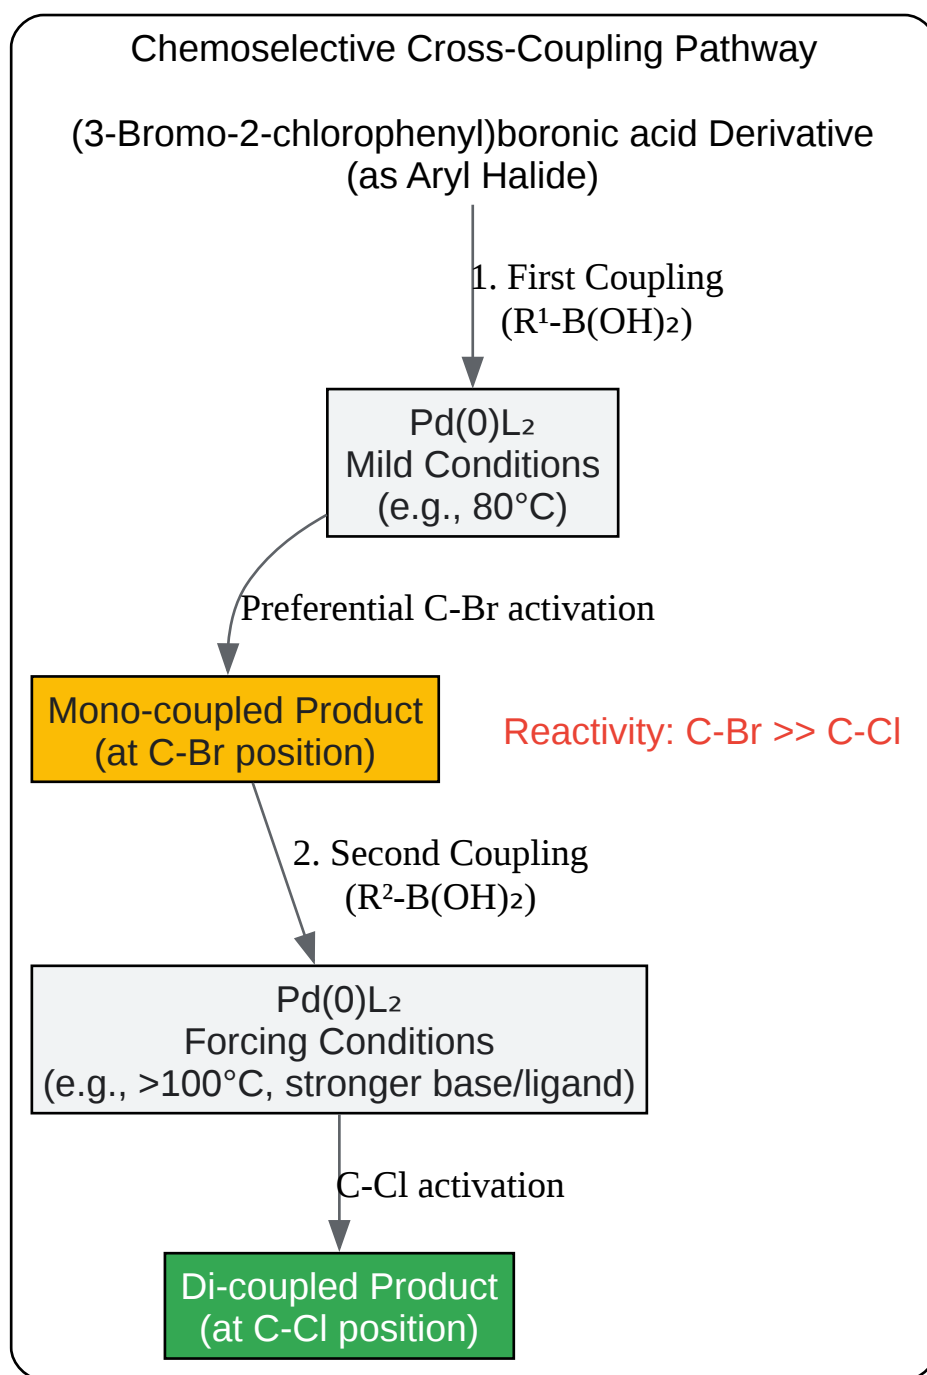 Chemoselective Cross-Coupling Pathway
(3-Bromo-2-chlorophenyl)boronic acid Derivative
(as Aryl Halide)
1. First Coupling
(R¹-B(OH)₂)
Pd(0)L₂
Mild Conditions
(e.g., 80°C)
Preferential C-Br activation
Mono-coupled Product
(at C-Br position)
Reactivity: C-Br >> C-Cl
2. Second Coupling
(R²-B(OH)₂)
Pd(0)L₂
Forcing Conditions
(e.g., >100°C, stronger base/ligand)
C-Cl activation
Di-coupled Product
(at C-Cl position)